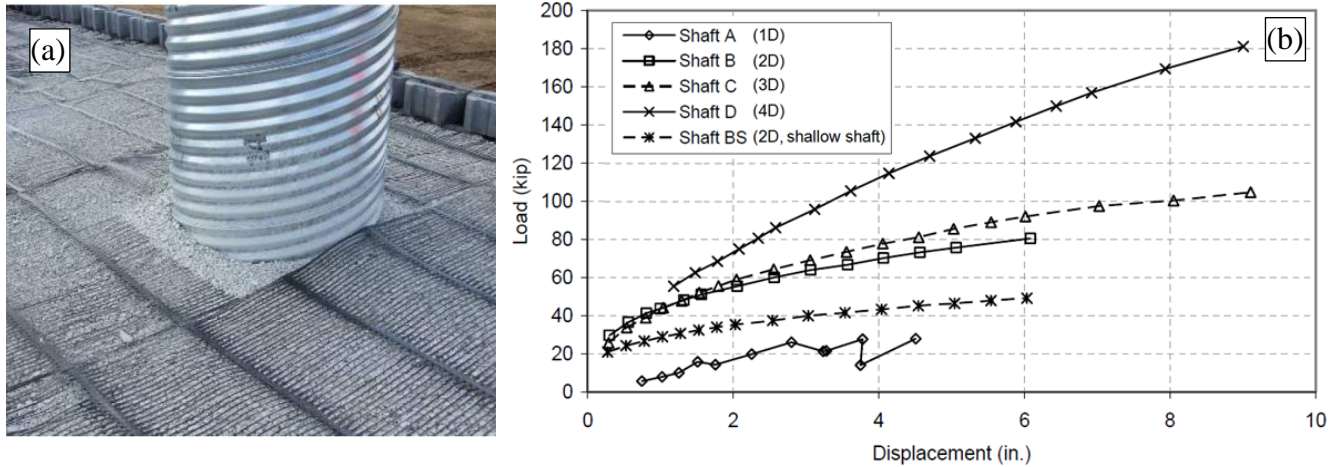 (a)
(b)
Shaft A (1D)
Shaft B (2D)
Shaft C (3D)
Shaft D (4D)
Shaft BS (2D, shallow shaft)
Load (kip)
200
180
160
140
120
100
80
60
40
20
0
0 2 4 6 8 10
Displacement (in.)